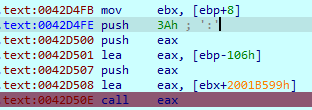 .text:0042D4FB mov ebx, [ebp+8]
.text:0042D4FE push 3Ah ; ':'
.text:0042D500 push eax
.text:0042D501 lea eax, [ebp-106h]
.text:0042D507 push eax
.text:0042D508 lea eax, [ebx+2001B599h]
.text:0042D50E call eax